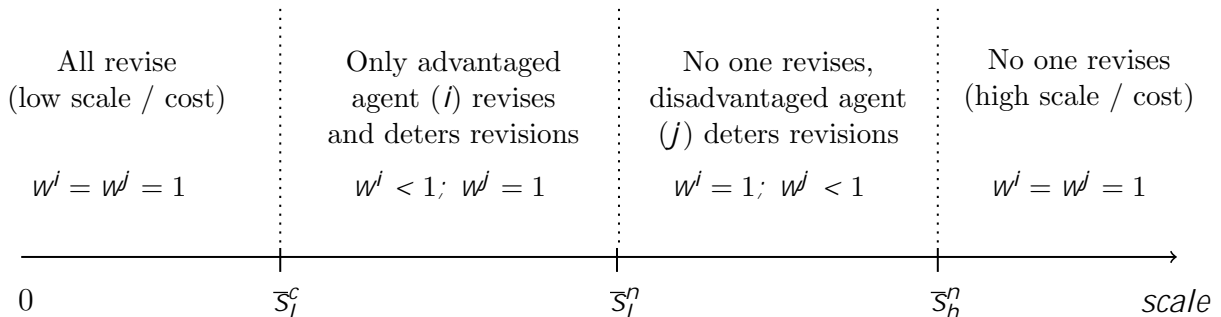 All revise
(low scale / cost)
w^i = w^j = 1
Only advantaged
agent (i) revises
and deters revisions
w^i < 1; w^j = 1
No one revises,
disadvantaged agent
(j) deters revisions
w^i = 1; w^j < 1
No one revises
(high scale / cost)
w^i = w^j = 1
0
s̅_l^c
s̅_l^n
s̅_h^n
scale